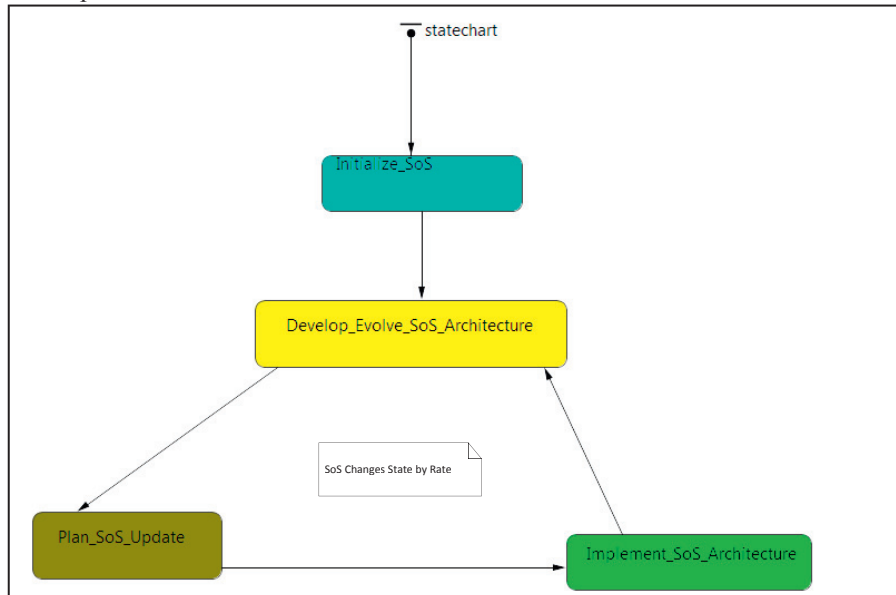 statechart
Initialize_SoS
Develop_Evolve_SoS_Architecture
SoS Changes State by Rate
Plan_SoS_Update
Implement_SoS_Architecture